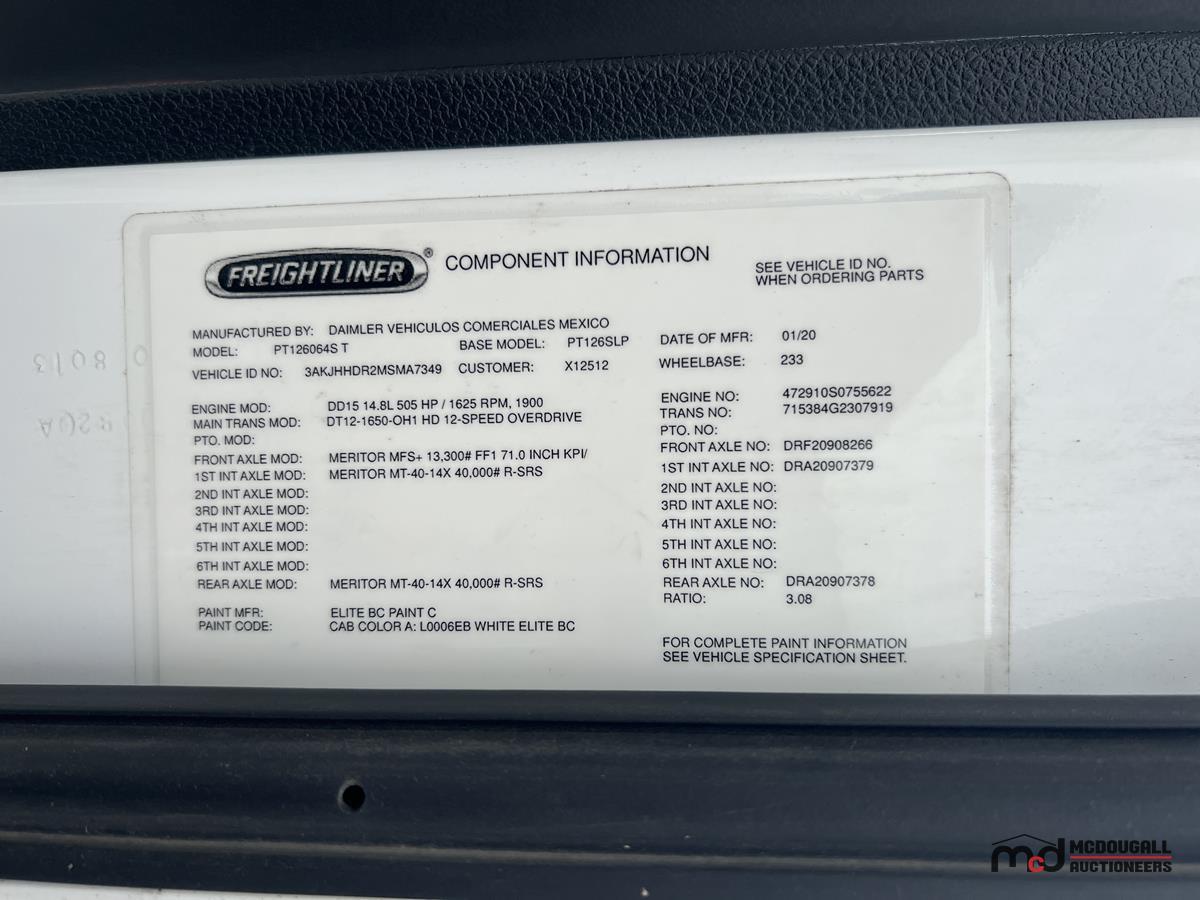 FREIGHTLINER® COMPONENT INFORMATION
SEE VEHICLE ID NO.
WHEN ORDERING PARTS
MANUFACTURED BY: DAIMLER VEHICULOS COMERCIALES MEXICO
MODEL: PT126064S T BASE MODEL: PT126SLP
VEHICLE ID NO: 3AKJHHDR2MSMA7349 CUSTOMER: X12512
DATE OF MFR: 01/20
WHEELBASE: 233
ENGINE MOD: DD15 14.8L 505 HP / 1625 RPM, 1900
MAIN TRANS MOD: DT12-1650-OH1 HD 12-SPEED OVERDRIVE
PTO. MOD:
FRONT AXLE MOD: MERITOR MFS+ 13,300# FF1 71.0 INCH KPI/
1ST INT AXLE MOD: MERITOR MT-40-14X 40,000# R-SRS
2ND INT AXLE MOD:
3RD INT AXLE MOD:
4TH INT AXLE MOD:
5TH INT AXLE MOD:
6TH INT AXLE MOD:
REAR AXLE MOD: MERITOR MT-40-14X 40,000# R-SRS
ENGINE NO: 472910S0755622
TRANS NO: 715384G2307919
PTO. NO:
FRONT AXLE NO: DRF20908266
1ST INT AXLE NO: DRA20907379
2ND INT AXLE NO:
3RD INT AXLE NO:
4TH INT AXLE NO:
5TH INT AXLE NO:
6TH INT AXLE NO:
REAR AXLE NO: DRA20907378
RATIO: 3.08
PAINT MFR: ELITE BC PAINT C
PAINT CODE: CAB COLOR A: L0006EB WHITE ELITE BC
FOR COMPLETE PAINT INFORMATION
SEE VEHICLE SPECIFICATION SHEET.
mcd MCDOUGALL
AUCTIONEERS